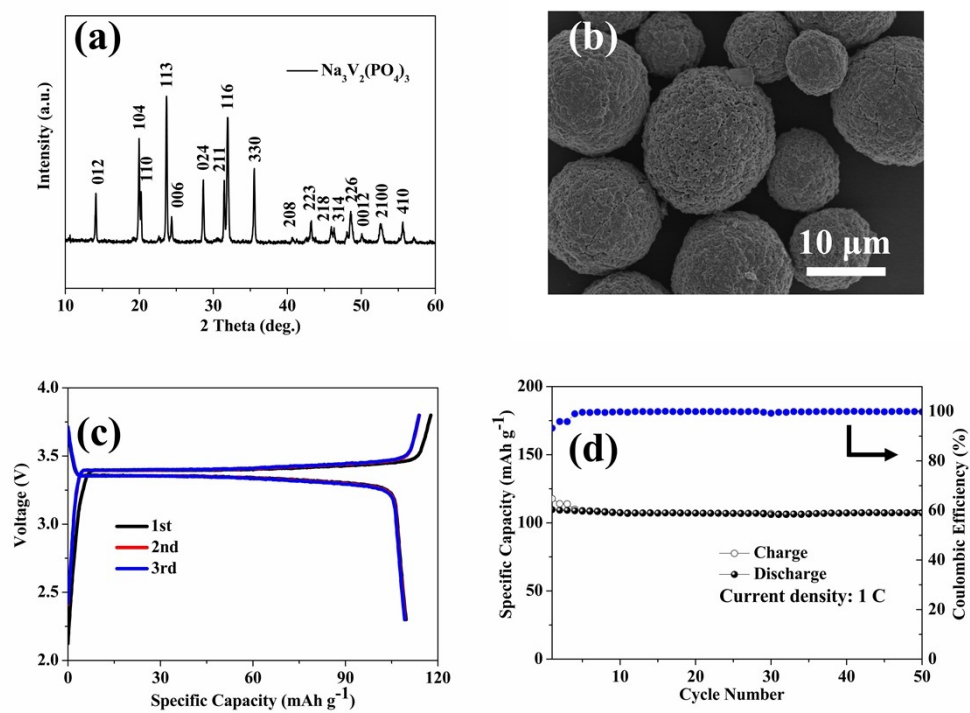 (a)
Na₃V₂(PO₄)₃
Intensity (a.u.)
012
104
110
113
006
024
211
116
330
208
223
218
314
226
0012
2100
410
10 20 30 40 50 60
2 Theta (deg.)
(b)
10 μm
(c)
Voltage (V)
4.0
3.5
3.0
2.5
2.0
1st
2nd
3rd
0 30 60 90 120
Specific Capacity (mAh g⁻¹)
(d)
Specific Capacity (mAh g⁻¹)
200
175
150
125
100
75
50
25
0
Charge
Discharge
Current density: 1 C
100
80
60
40
20
0
Coulombic Efficiency (%)
10 20 30 40 50
Cycle Number